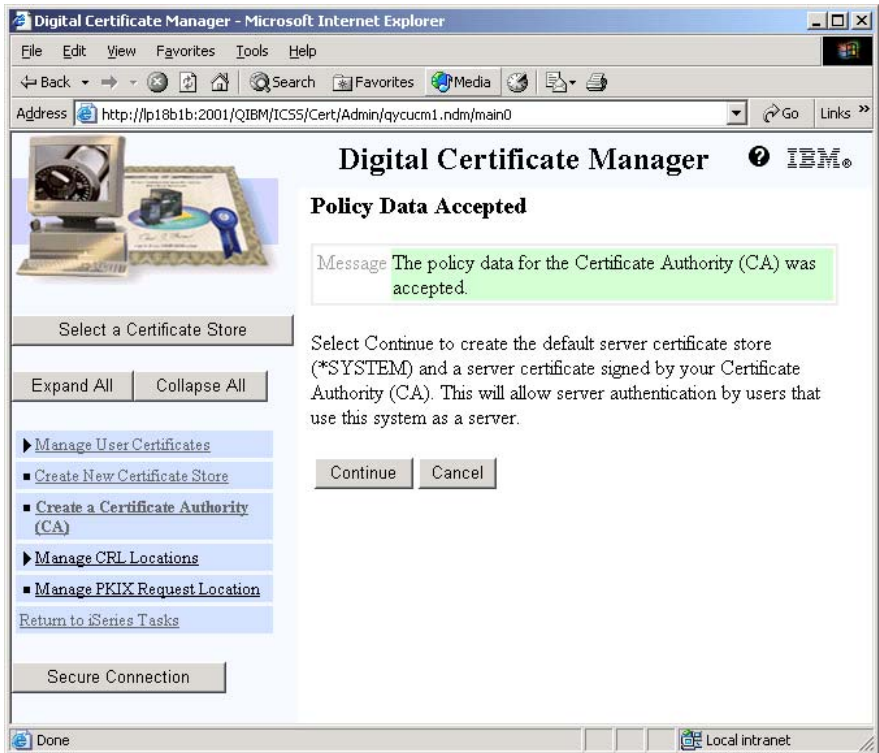 Digital Certificate Manager - Microsoft Internet Explorer
File Edit View Favorites Tools Help
Back Search Favorites Media
Address http://lp18b1b:2001/QIBM/ICSS/Cert/Admin/qycucm1.ndm/main0 Go Links »
Digital Certificate Manager ? IBM®
Policy Data Accepted
Message The policy data for the Certificate Authority (CA) was
accepted.
Select a Certificate Store
Select Continue to create the default server certificate store
(*SYSTEM) and a server certificate signed by your Certificate
Authority (CA). This will allow server authentication by users that
use this system as a server.
Expand All Collapse All
Continue Cancel
Manage User Certificates
Create New Certificate Store
Create a Certificate Authority
(CA)
Manage CRL Locations
Manage PKIX Request Location
Return to iSeries Tasks
Secure Connection
Done Local intranet